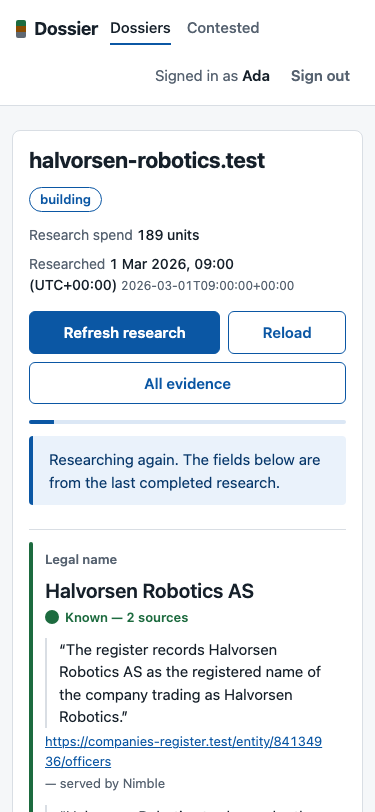 Dossier Dossiers Contested
Signed in as Ada Sign out
halvorsen-robotics.test
building
Research spend 189 units
Researched 1 Mar 2026, 09:00
(UTC+00:00) 2026-03-01T09:00:00+00:00
Refresh research Reload
All evidence
Researching again. The fields below are
from the last completed research.
Legal name
Halvorsen Robotics AS
Known — 2 sources
“The register records Halvorsen
Robotics AS as the registered name of
the company trading as Halvorsen
Robotics.”
https://companies-register.test/entity/841349
36/officers
— served by Nimble